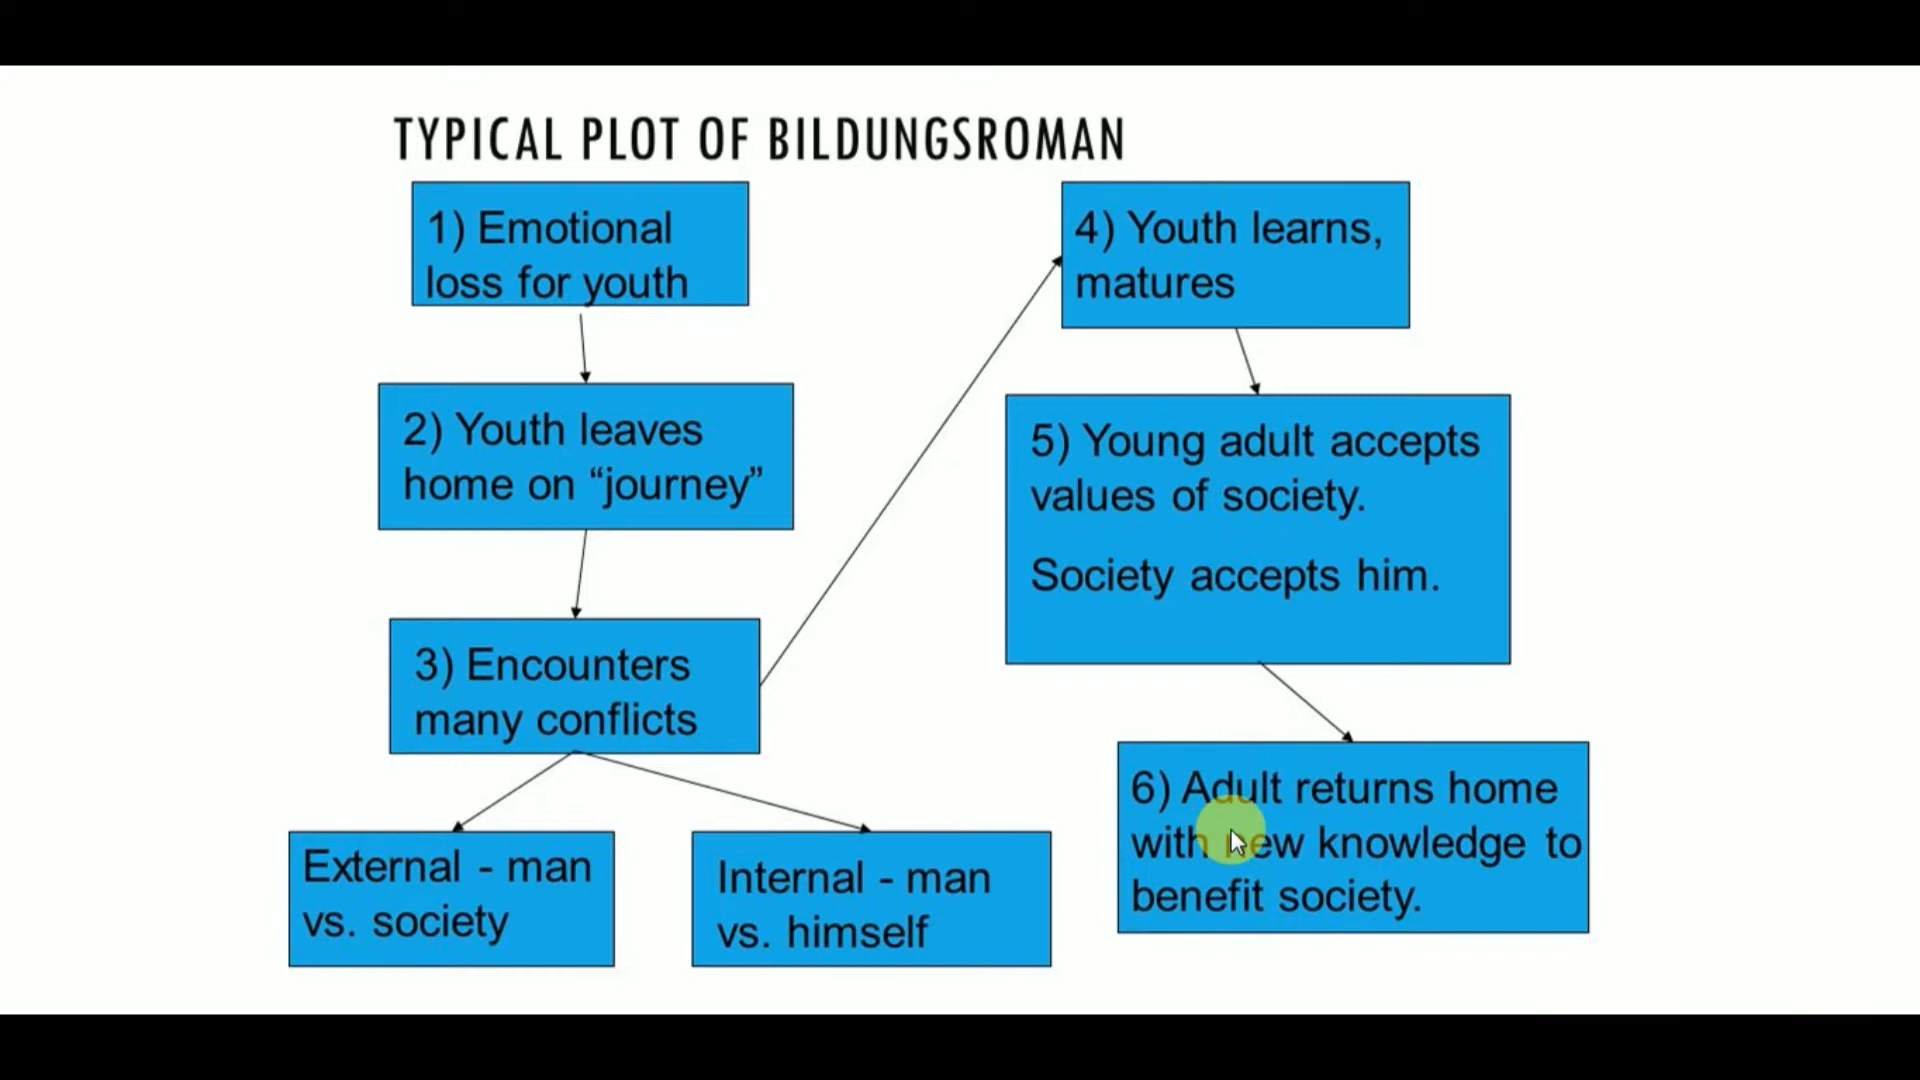 TYPICAL PLOT OF BILDUNGSROMAN
1) Emotional
loss for youth
2) Youth leaves
home on “journey”
3) Encounters
many conflicts
External - man
vs. society
Internal - man
vs. himself
4) Youth learns,
matures
5) Young adult accepts
values of society.
Society accepts him.
6) Adult returns home
with new knowledge to
benefit society.